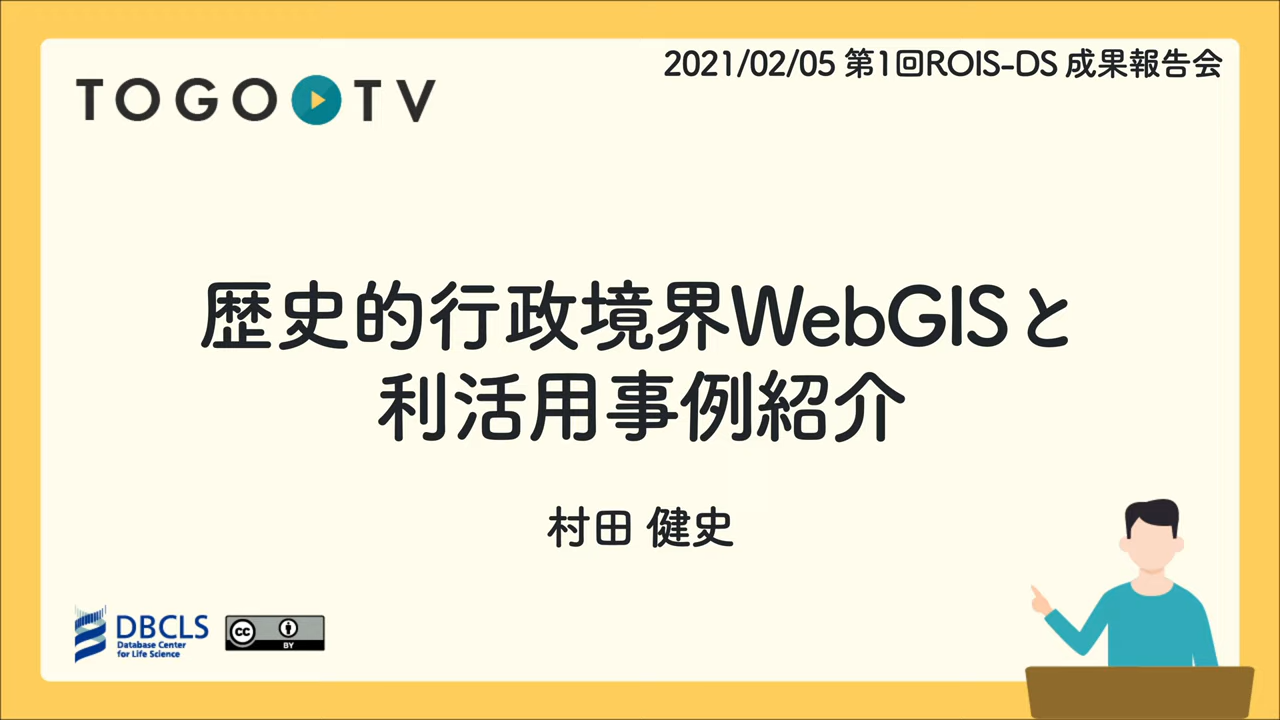 2021/02/05 第1回ROIS-DS 成果報告会
TOGO TV
歴史的行政境界WebGISと
利活用事例紹介
村田 健史
DBCLS
Database Center
for Life Science
cc
BY